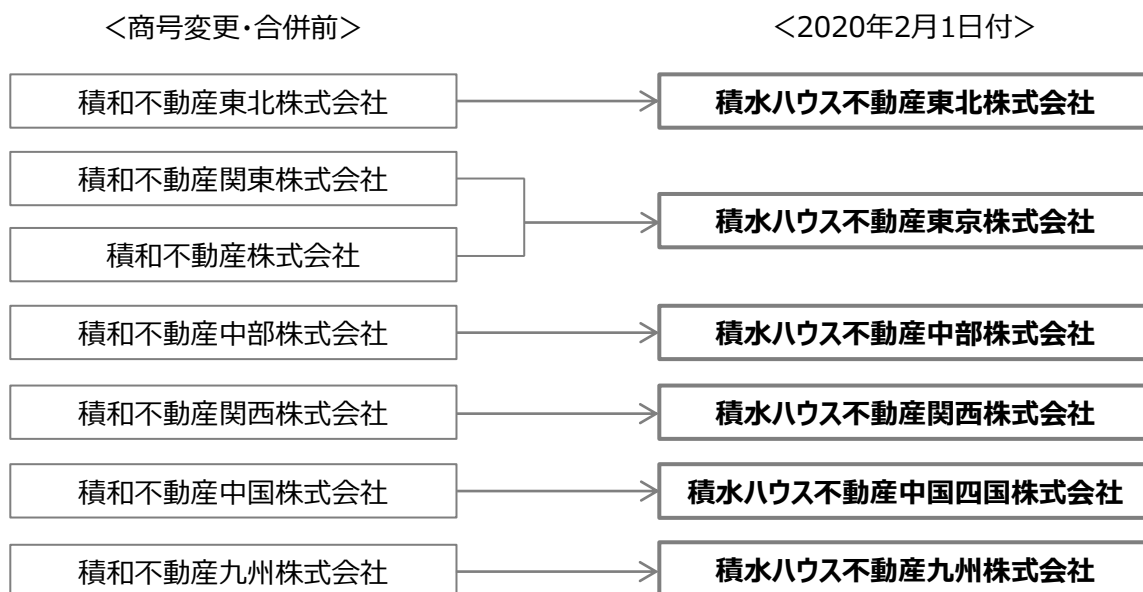 <商号変更・合併前>
<2020年2月1日付>
積和不動産東北株式会社
積水ハウス不動産東北株式会社
積和不動産関東株式会社
積和不動産株式会社
積水ハウス不動産東京株式会社
積和不動産中部株式会社
積水ハウス不動産中部株式会社
積和不動産関西株式会社
積水ハウス不動産関西株式会社
積和不動産中国株式会社
積水ハウス不動産中国四国株式会社
積和不動産九州株式会社
積水ハウス不動産九州株式会社